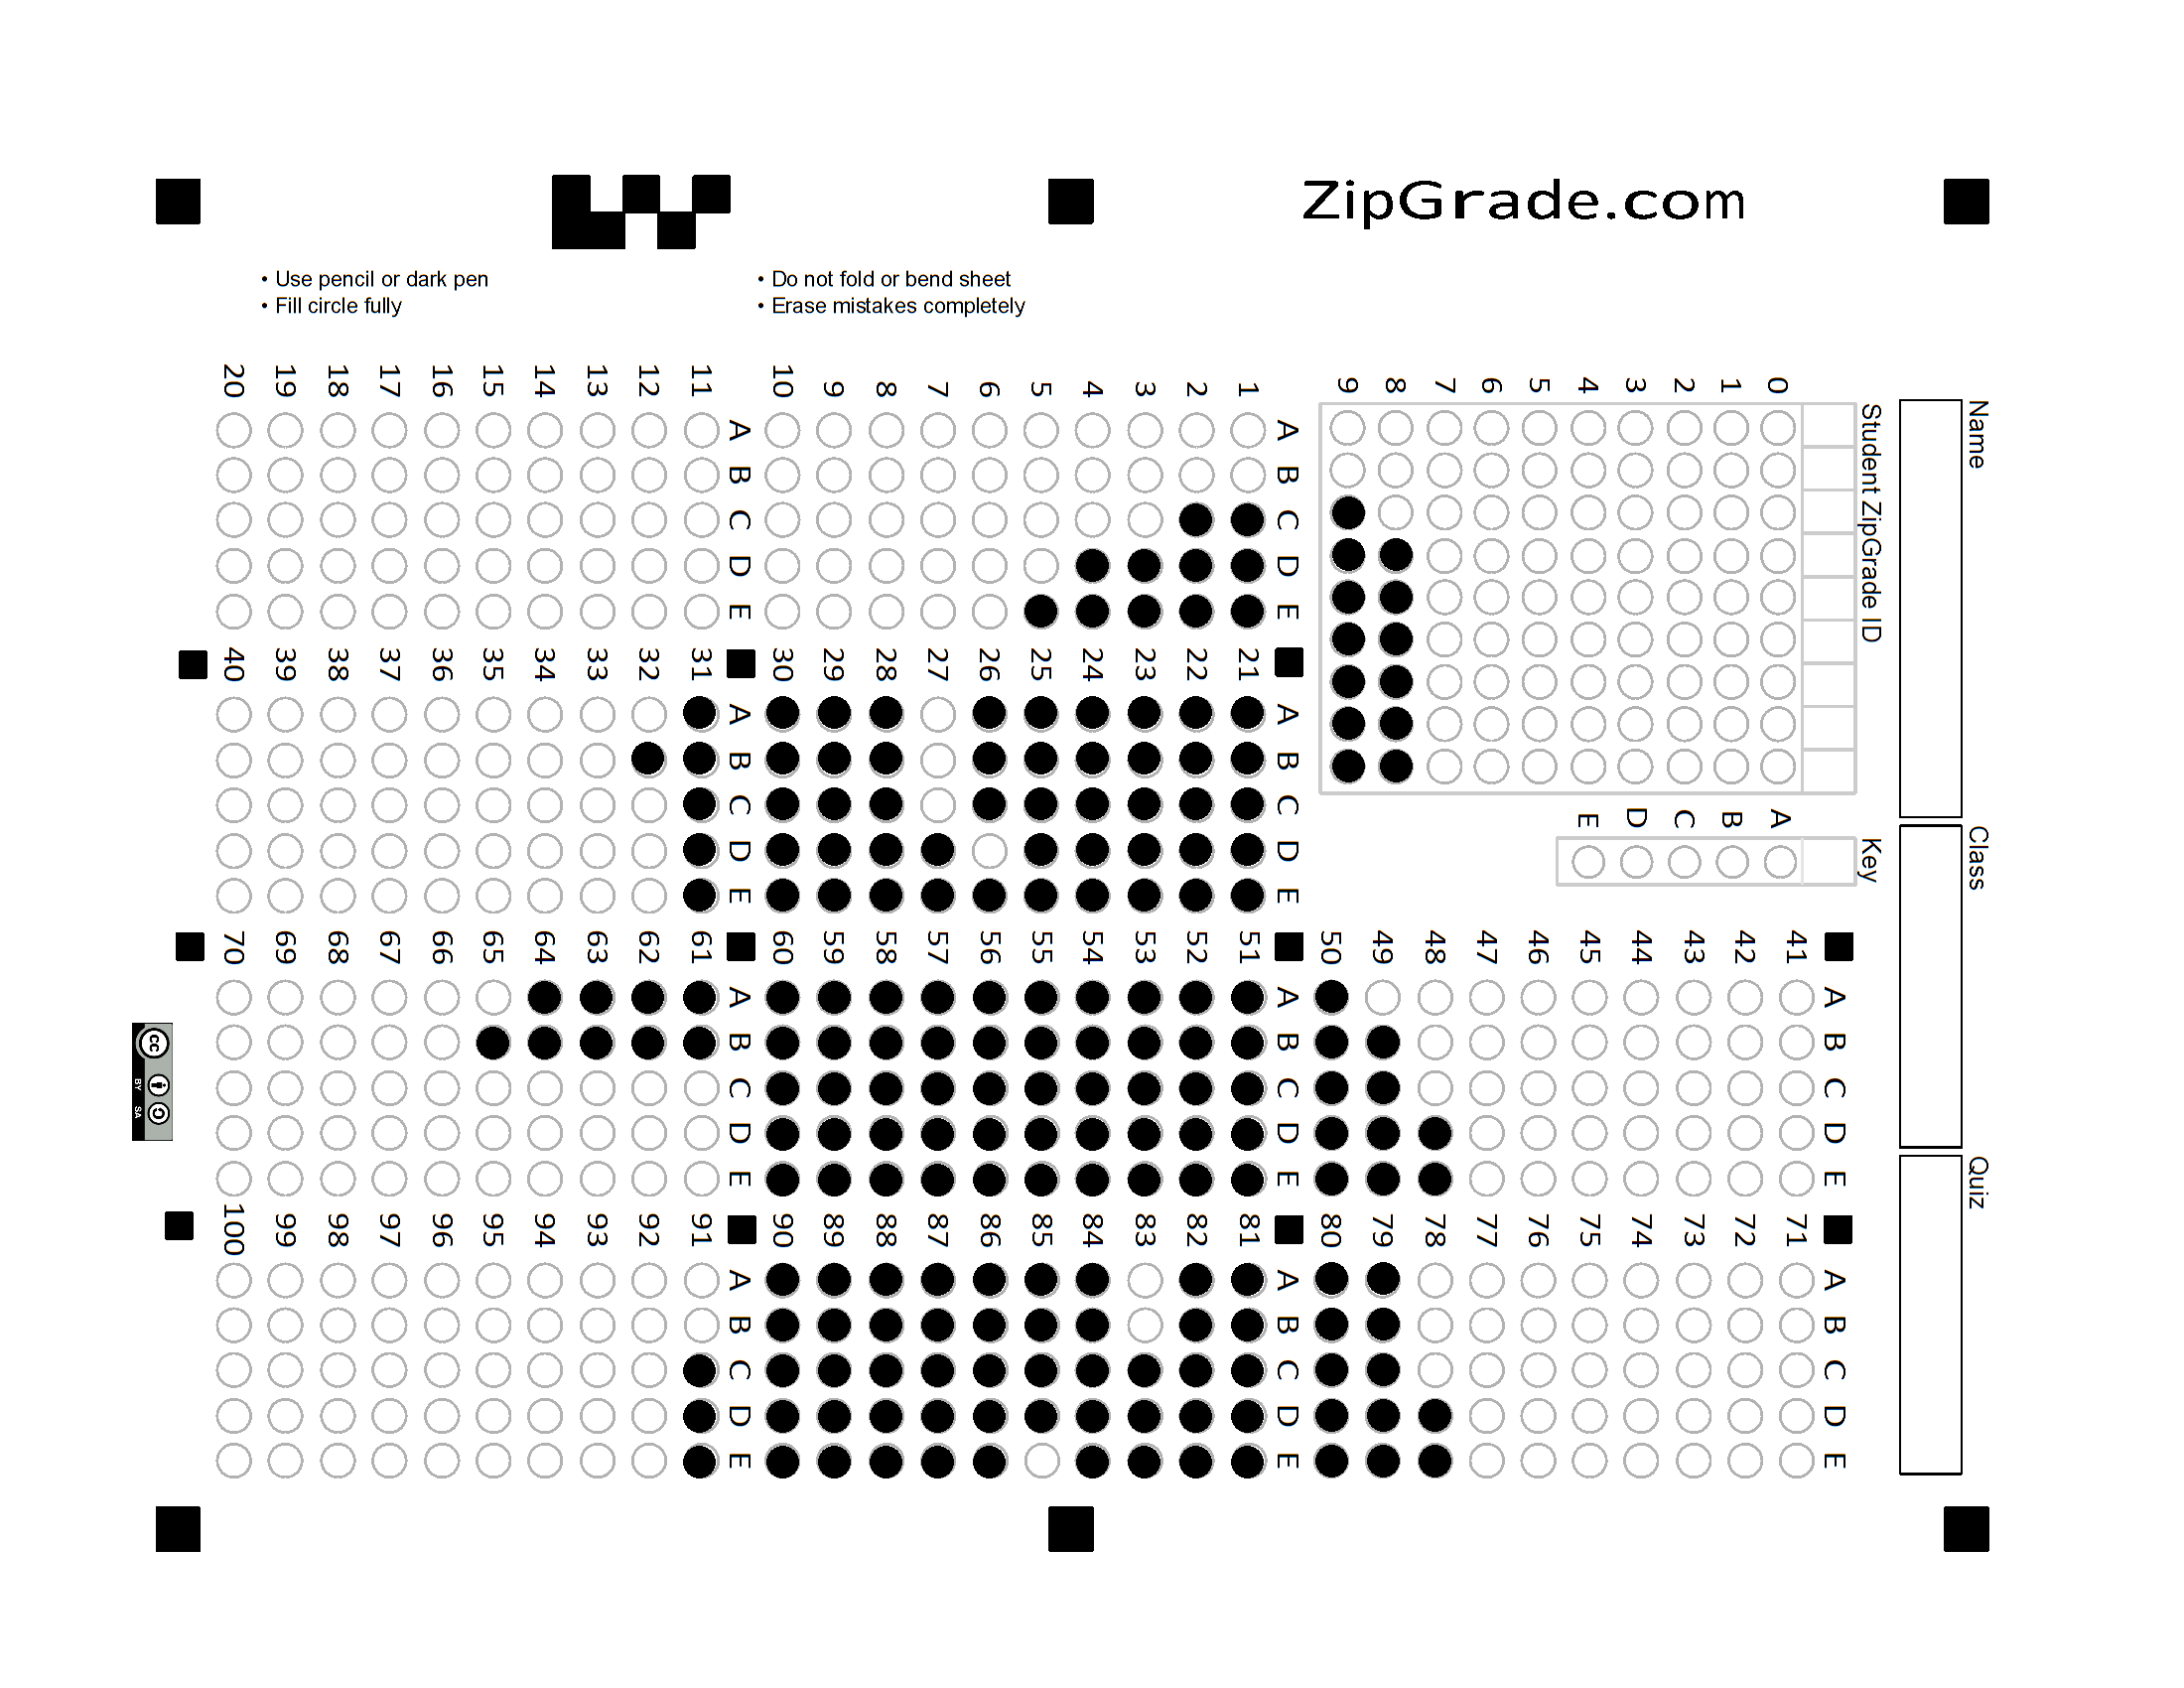 ZipGrade.com
• Use pencil or dark pen
• Fill circle fully
• Do not fold or bend sheet
• Erase mistakes completely
Name
Class
Quiz
Student ZipGrade ID
0 1 2 3 4 5 6 7 8 9
Key
A B C D E
1 2 3 4 5 6 7 8 9 10
A B C D E
11 12 13 14 15 16 17 18 19 20
A B C D E
21 22 23 24 25 26 27 28 29 30
A B C D E
31 32 33 34 35 36 37 38 39 40
A B C D E
41 42 43 44 45 46 47 48 49 50
A B C D E
51 52 53 54 55 56 57 58 59 60
A B C D E
61 62 63 64 65 66 67 68 69 70
A B C D E
71 72 73 74 75 76 77 78 79 80
A B C D E
81 82 83 84 85 86 87 88 89 90
A B C D E
91 92 93 94 95 96 97 98 99 100
A B C D E
cc
BY SA